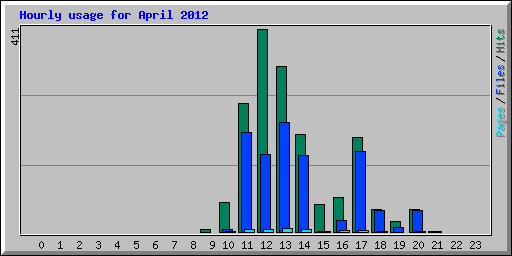 Hourly usage for April 2012
411
Pages/Files/Hits
0 1 2 3 4 5 6 7 8 9 10 11 12 13 14 15 16 17 18 19 20 21 22 23